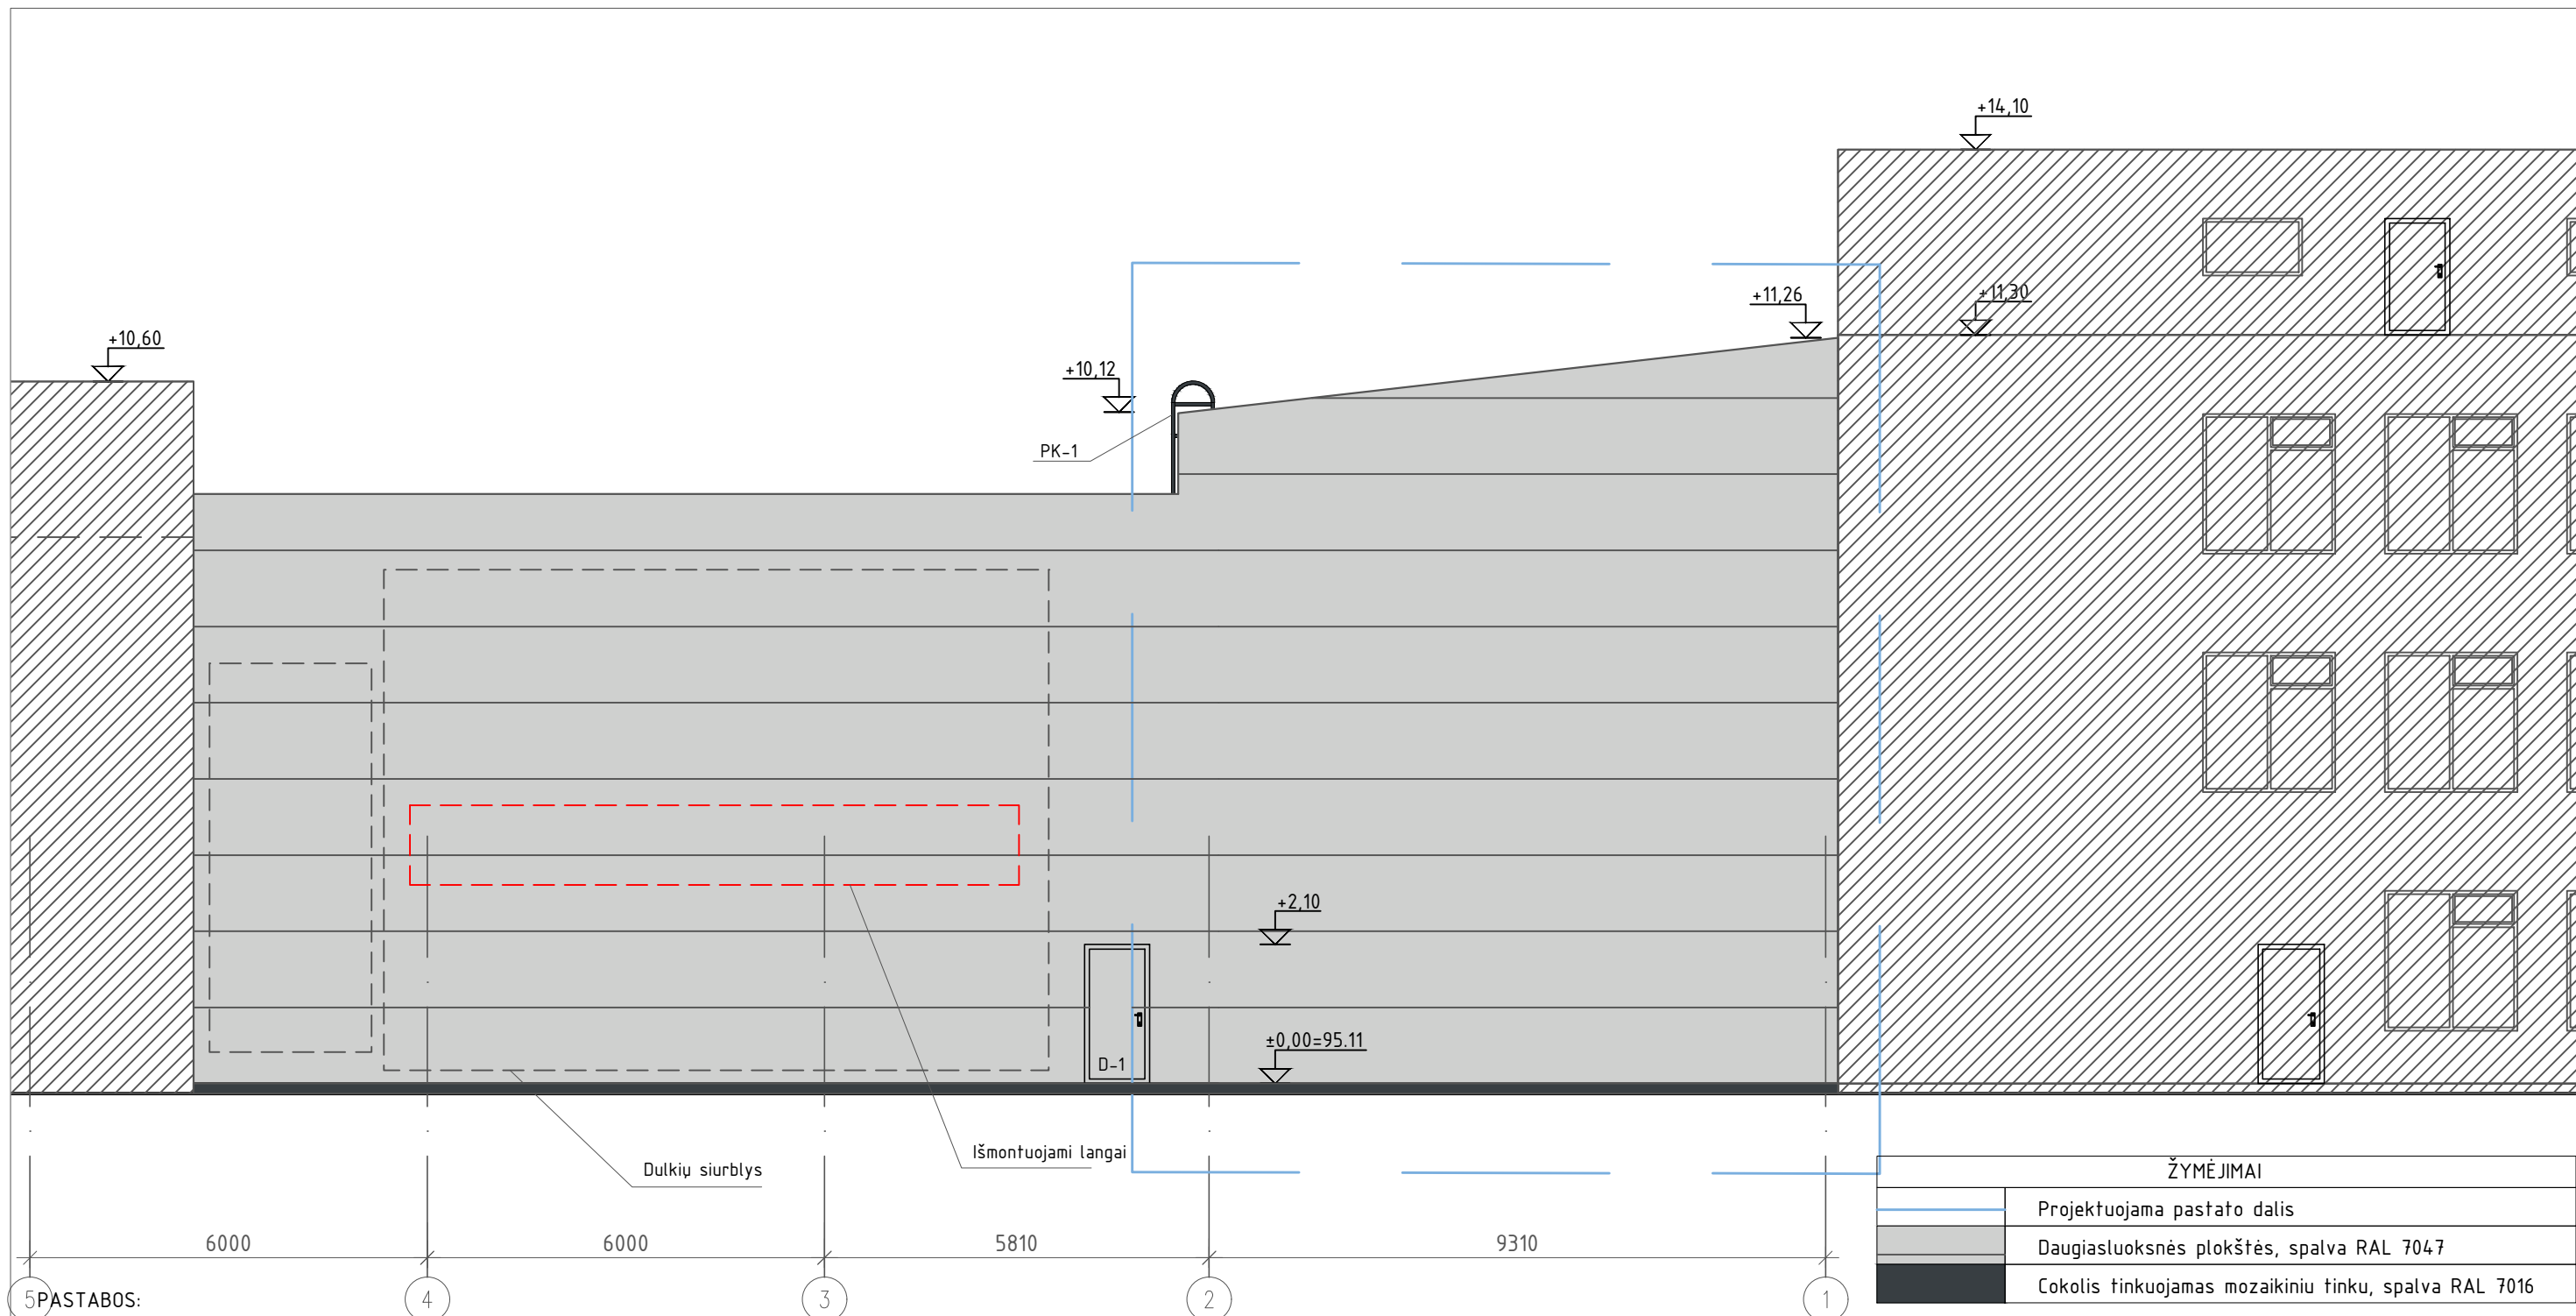 +14,10
+11,26
+11,30
+10,60
+10,12
PK-1
+2,10
±0,00=95.11
D-1
Išmontuojami langai
Dulkių siurblys
ŽYMĖJIMAI
Projektuojama pastato dalis
Daugiasluoksnės plokštės, spalva RAL 7047
Cokolis tinkuojamas mozaikiniu tinku, spalva RAL 7016
6000
6000
5810
9310
5
4
3
2
1
PASTABOS: